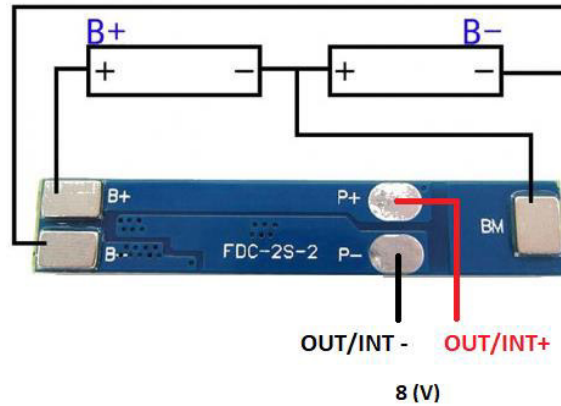 B+ B-
+ - + -
B+ P+
BM
B- FDC-2S-2 P-
OUT/INT - OUT/INT+
8 (V)